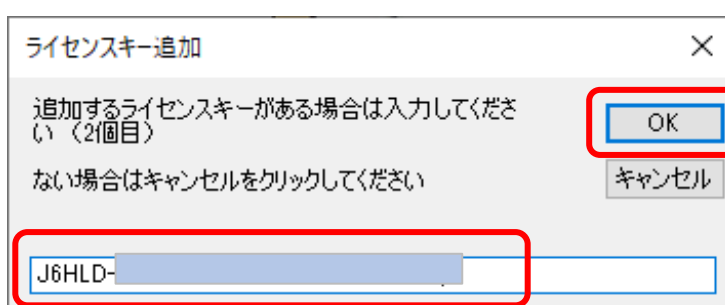 ライセンスキー追加
追加するライセンスキーがある場合は入力してくださ
い （2個目）
OK
ない場合はキャンセルをクリックしてください
キャンセル
J6HLD-